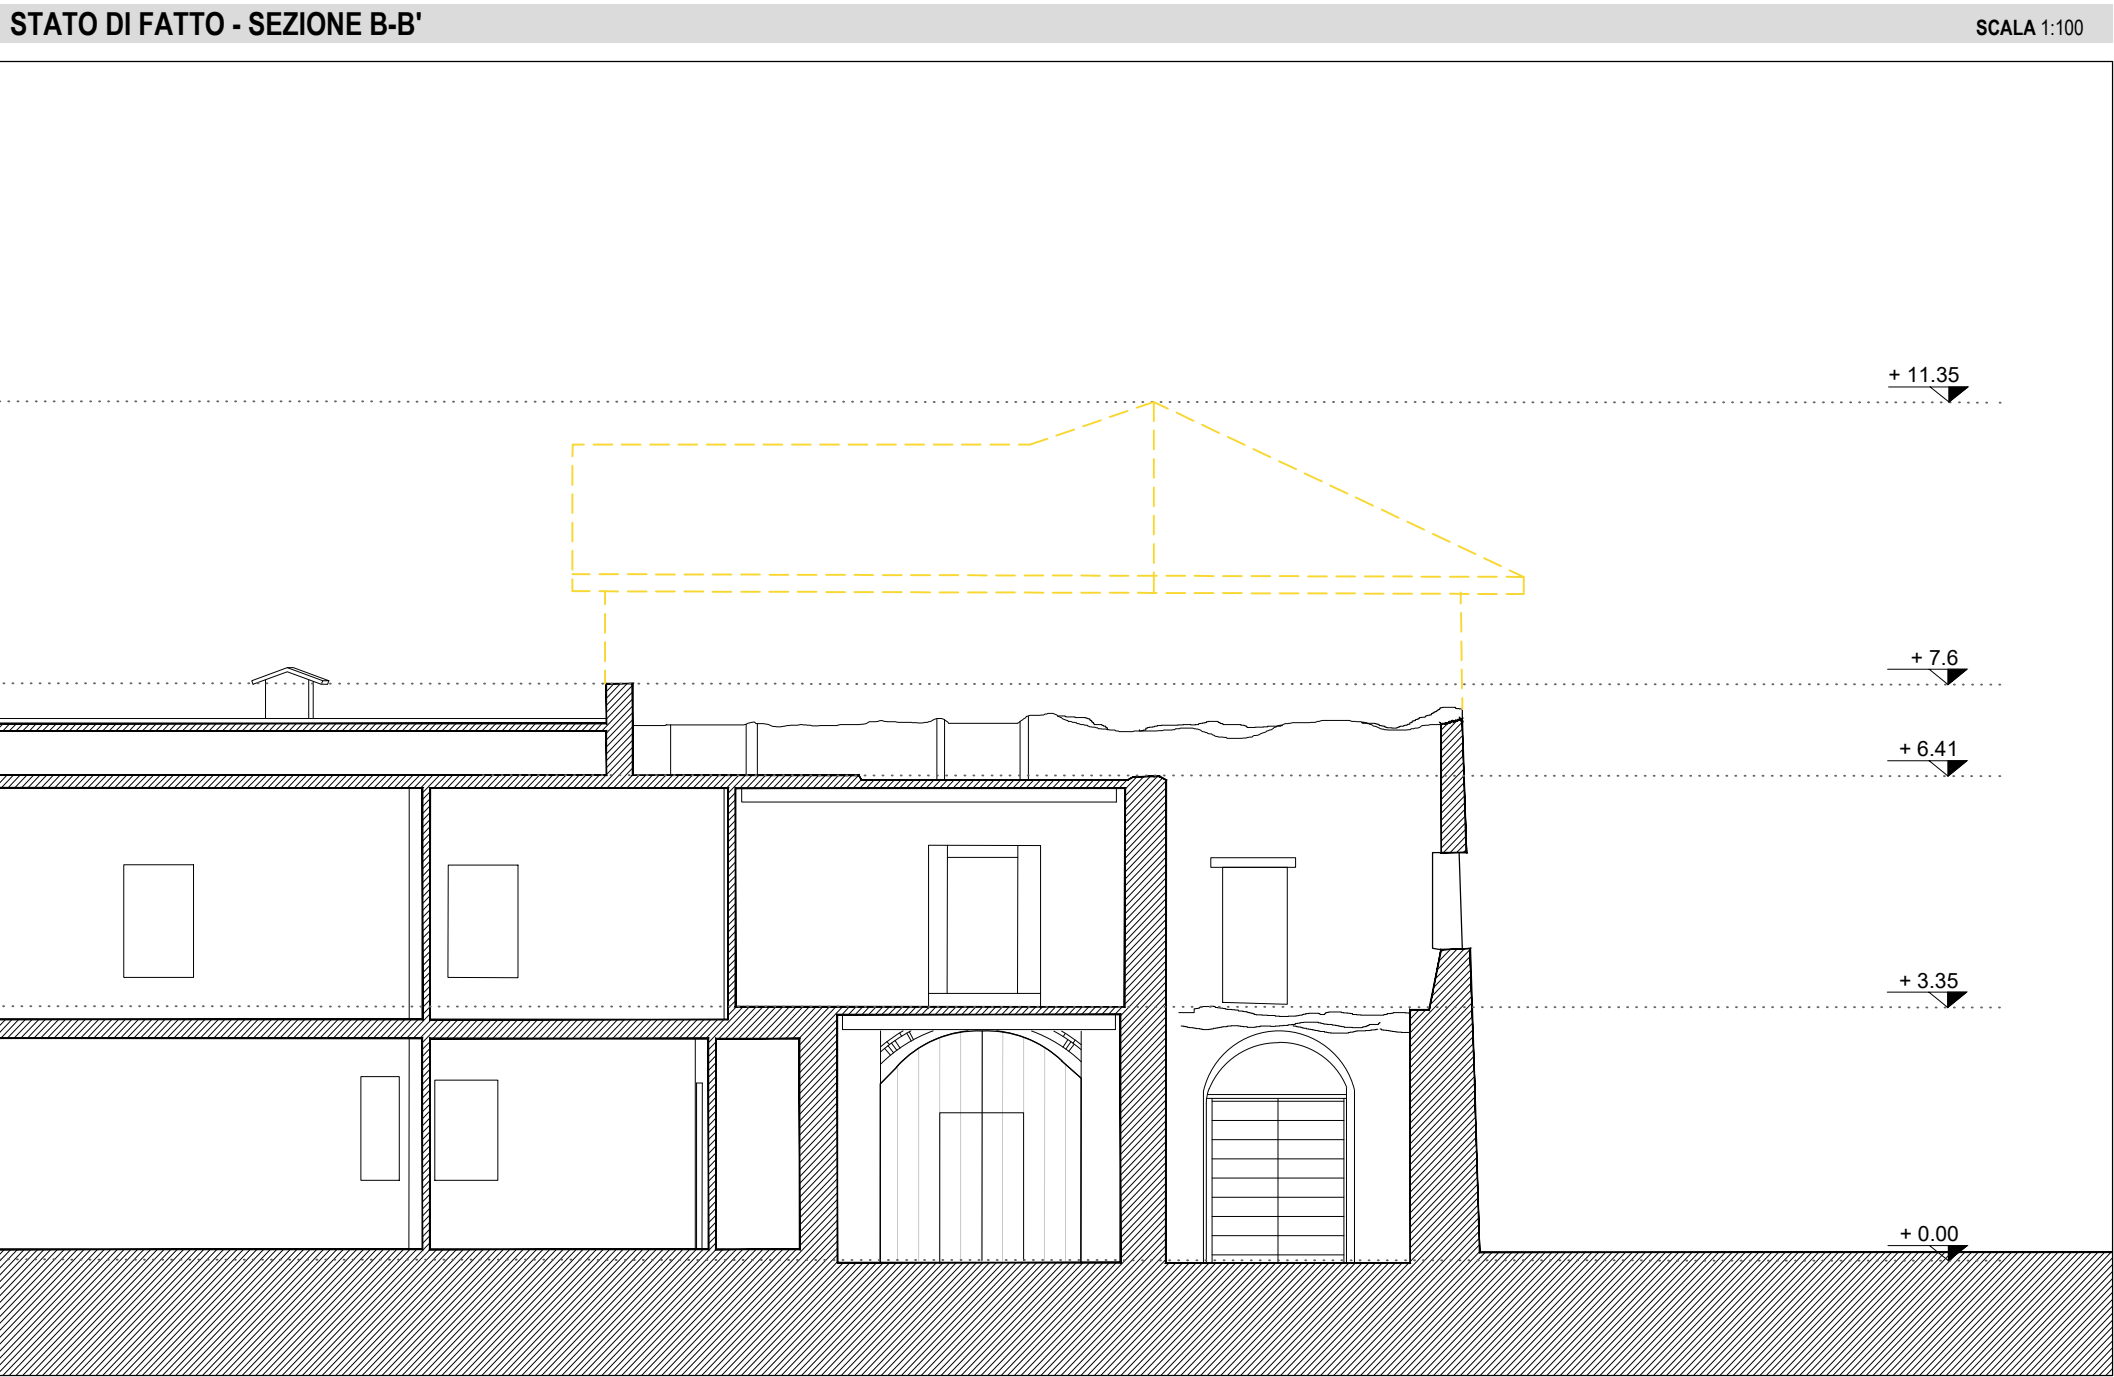 STATO DI FATTO - SEZIONE B-B'
SCALA 1:100
+ 11.35
+ 7.6
+ 6.41
+ 3.35
+ 0.00